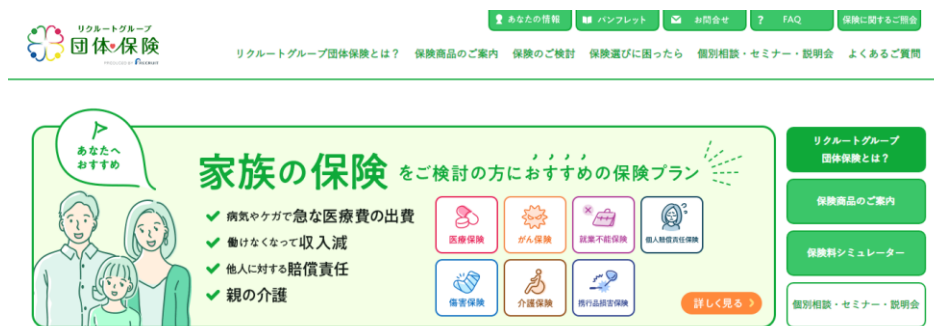 リクルートグループ
団体保険
PRODUCED BY RECRUIT
あなたの情報
パンフレット
お問合せ
? FAQ
保険に関するご照会
リクルートグループ団体保険とは？
保険商品のご案内
保険のご検討
保険選びに困ったら
個別相談・セミナー・説明会
よくあるご質問
あなたへ
おすすめ
家族の保険 をご検討の方におすすめの保険プラン
病気やケガで急な医療費の出費
働けなくなって収入減
他人に対する賠償責任
親の介護
医療保険
がん保険
就業不能保険
個人賠償責任保険
傷害保険
介護保険
携行品損害保険
詳しく見る
リクルートグループ
団体保険とは？
保険商品のご案内
保険料シミュレーター
個別相談・セミナー・説明会